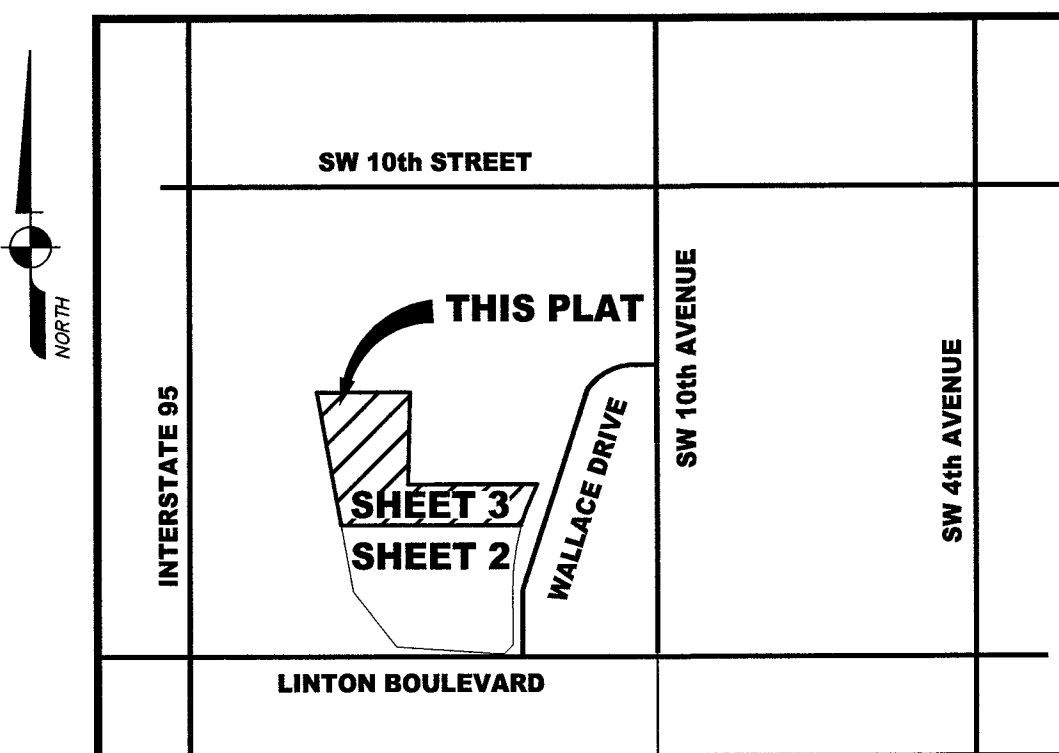 SW 10th STREET
THIS PLAT
NORTH
SW 10th AVENUE
SW 4th AVENUE
INTERSTATE 95
WALLACE DRIVE
SHEET 3
SHEET 2
LINTON BOULEVARD